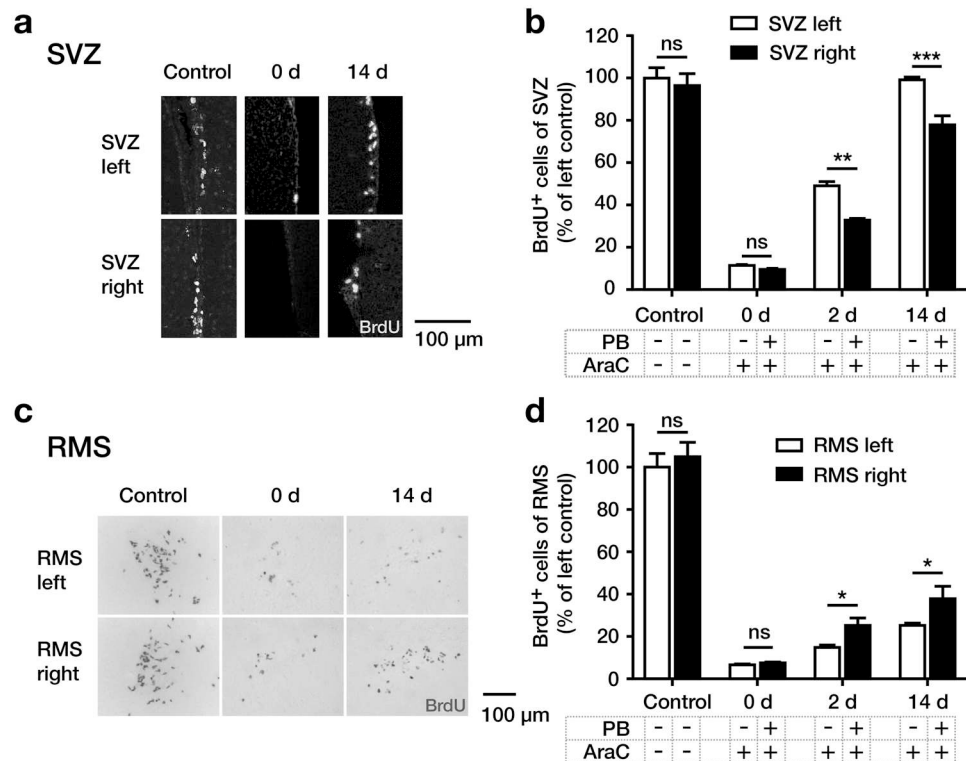 a
SVZ
Control 0 d 14 d
SVZ left
SVZ right
BrdU
100 µm
b
BrdU+ cells of SVZ
(% of left control)
120
100
80
60
40
20
0
SVZ left
SVZ right
ns
ns
**
***
Control 0 d 2 d 14 d
PB - - - + - + - +
AraC - - + + + + + +
c
RMS
Control 0 d 14 d
RMS left
RMS right
BrdU
100 µm
d
BrdU+ cells of RMS
(% of left control)
120
100
80
60
40
20
0
RMS left
RMS right
ns
ns
*
*
Control 0 d 2 d 14 d
PB - - - + - + - +
AraC - - + + + + + +